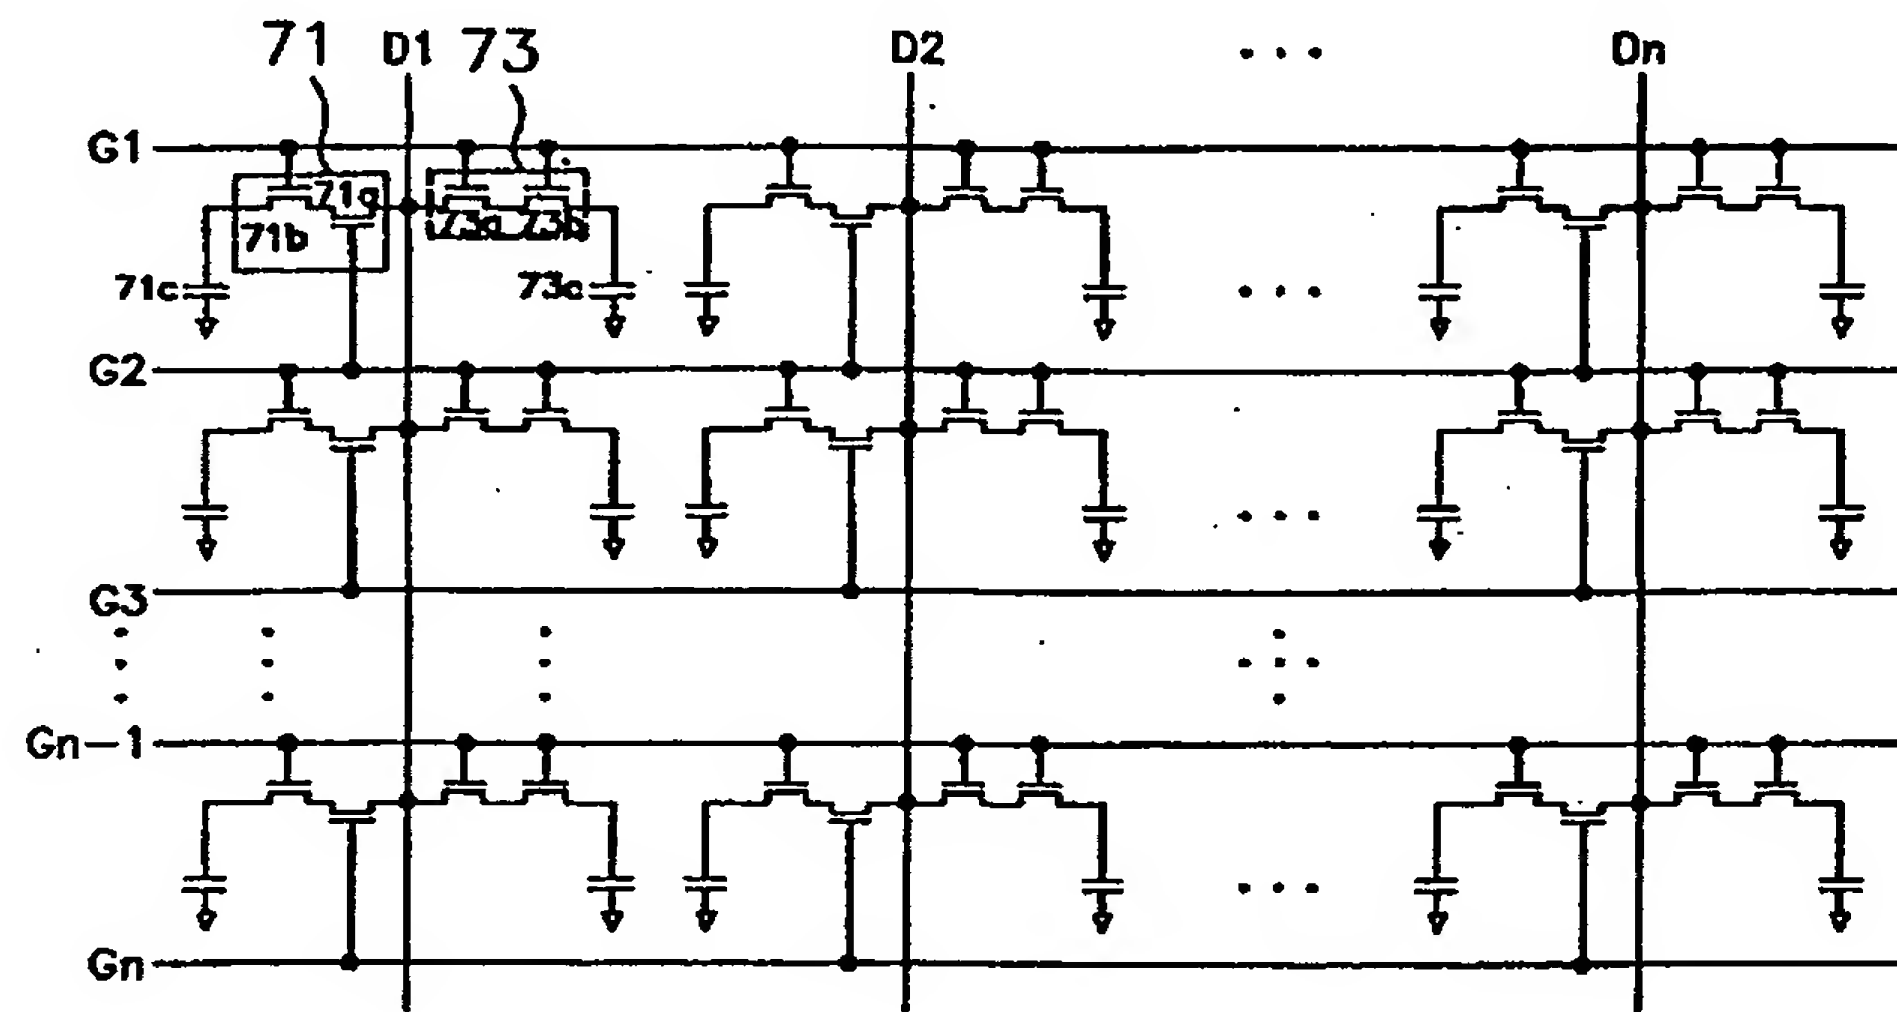 71 D1 73 D2 . . . Dn
G1
71a
71b 73a 73b
71c 73c
. . .
G2
. . .
G3
Gn-1
. . .
Gn